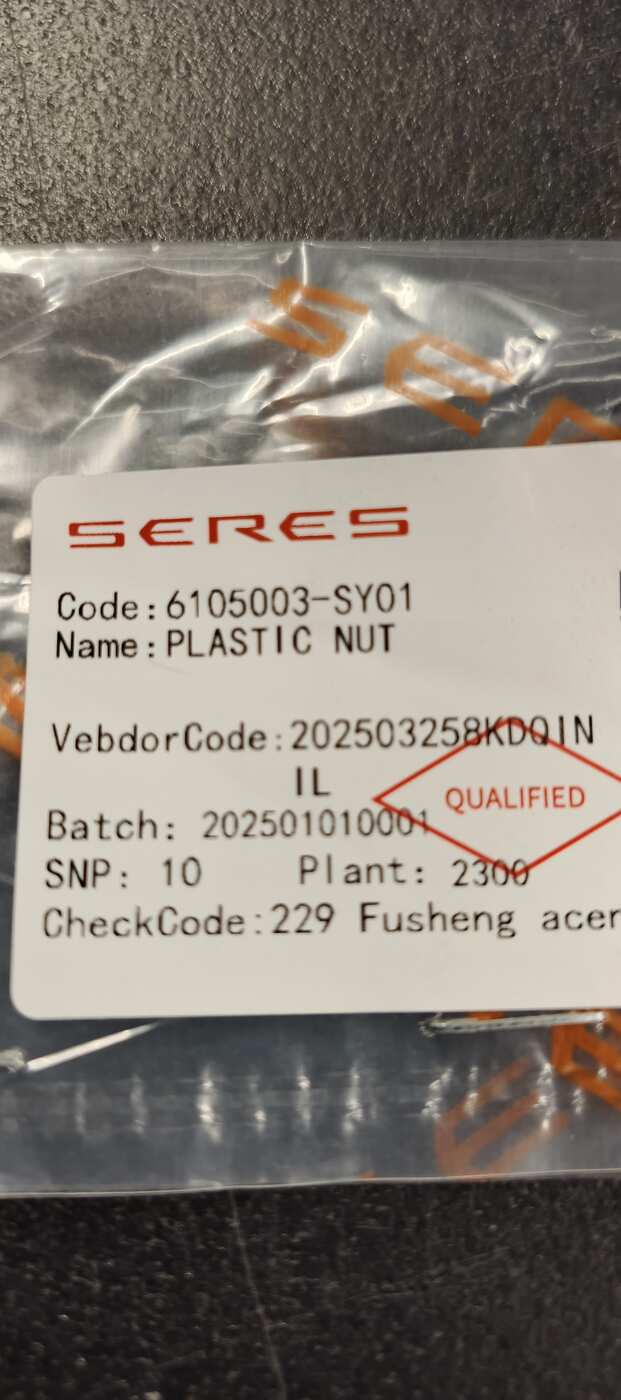 SERES
Code:6105003-SY01
Name:PLASTIC NUT
VebdorCode:202503258KDQIN
IL
QUALIFIED
Batch: 202501010001
SNP: 10 Plant: 2300
CheckCode:229 Fusheng acer